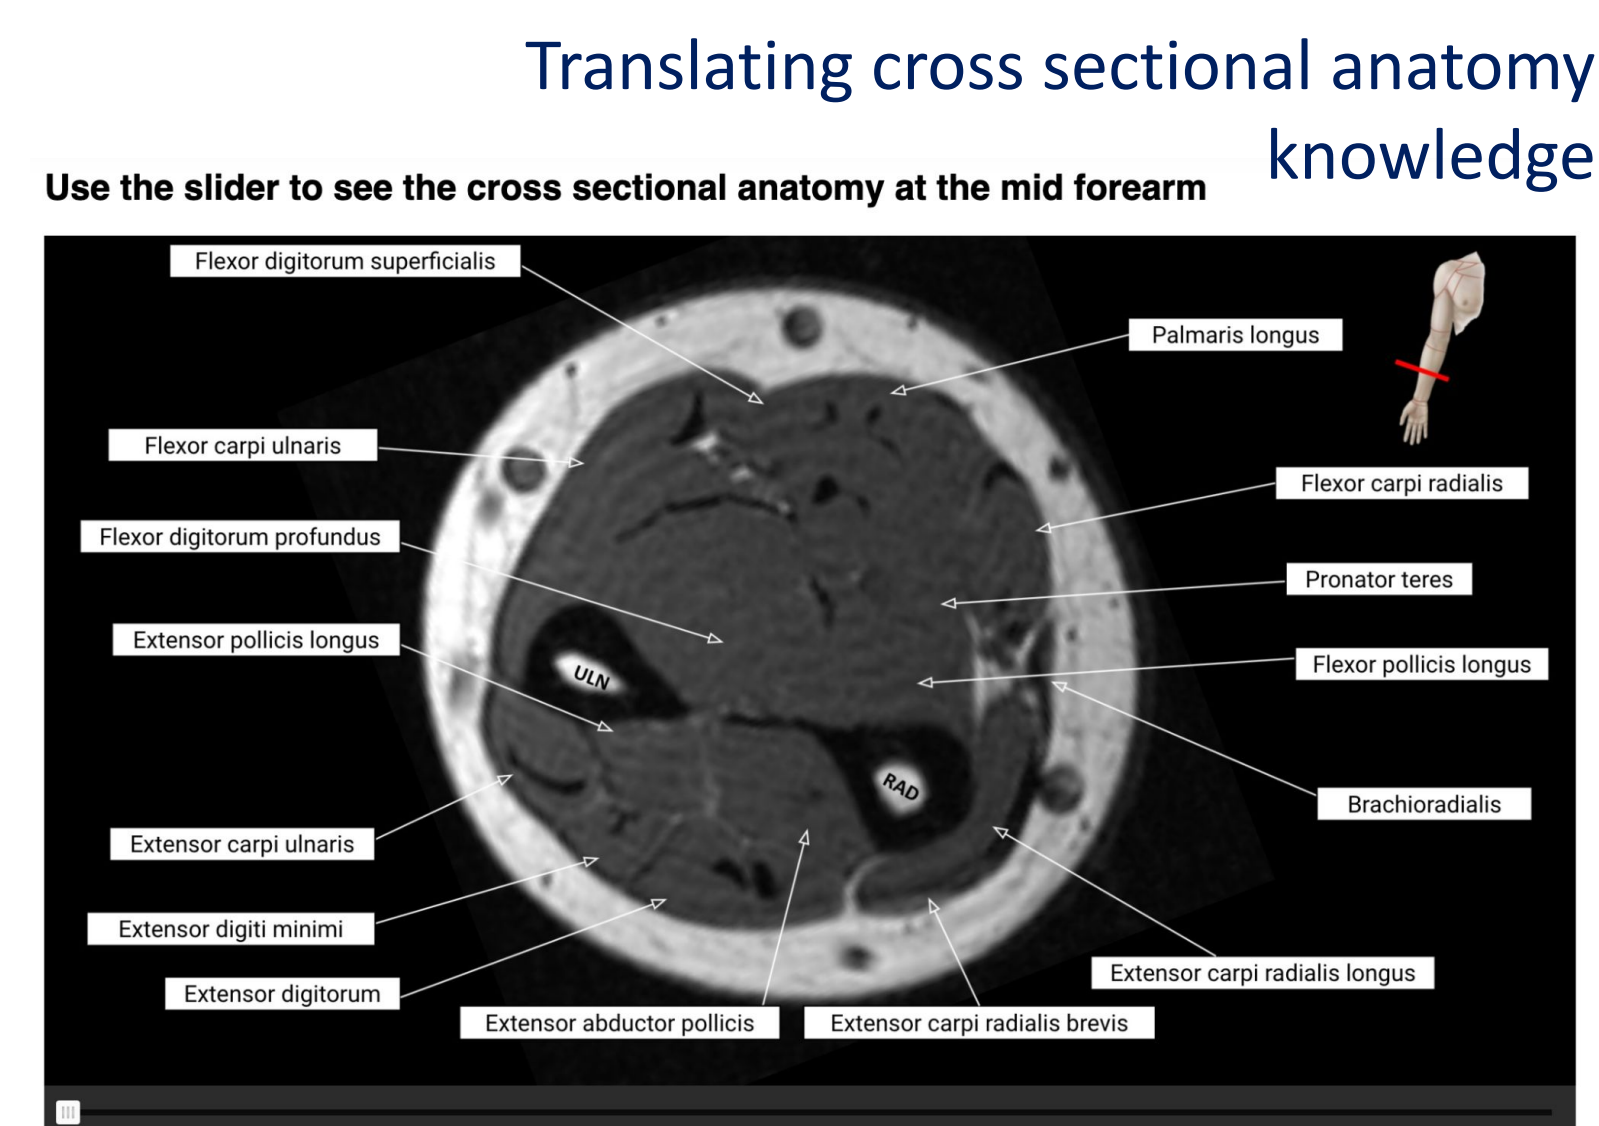 Translating cross sectional anatomy
knowledge
Use the slider to see the cross sectional anatomy at the mid forearm
Flexor digitorum superficialis
Palmaris longus
Flexor carpi ulnaris
Flexor carpi radialis
Flexor digitorum profundus
Pronator teres
Extensor pollicis longus
Flexor pollicis longus
ULN
RAD
Brachioradialis
Extensor carpi ulnaris
Extensor digiti minimi
Extensor carpi radialis longus
Extensor digitorum
Extensor abductor pollicis
Extensor carpi radialis brevis